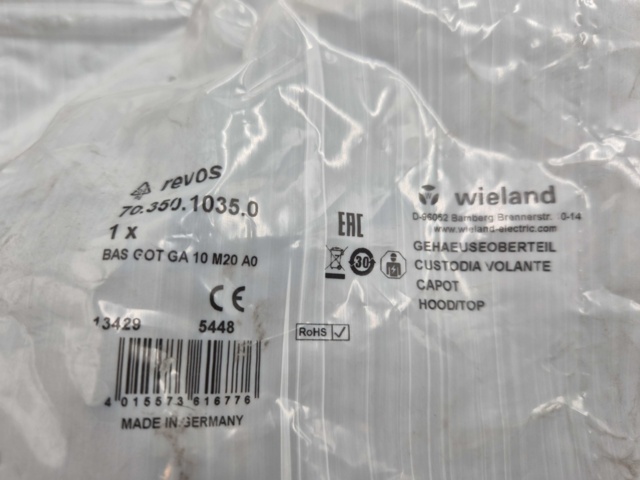 revos
70.350.1035.0
1 x
BAS GOT GA 10 M20 A0
CE
13429 5448
4 015573 616776
MADE IN GERMANY
EAC
30
RoHS
wieland
D-96052 Bamberg Brennerstr. 0-14
www.wieland-electric.com
GEHAEUSEOBERTEIL
CUSTODIA VOLANTE
CAPOT
HOOD/TOP